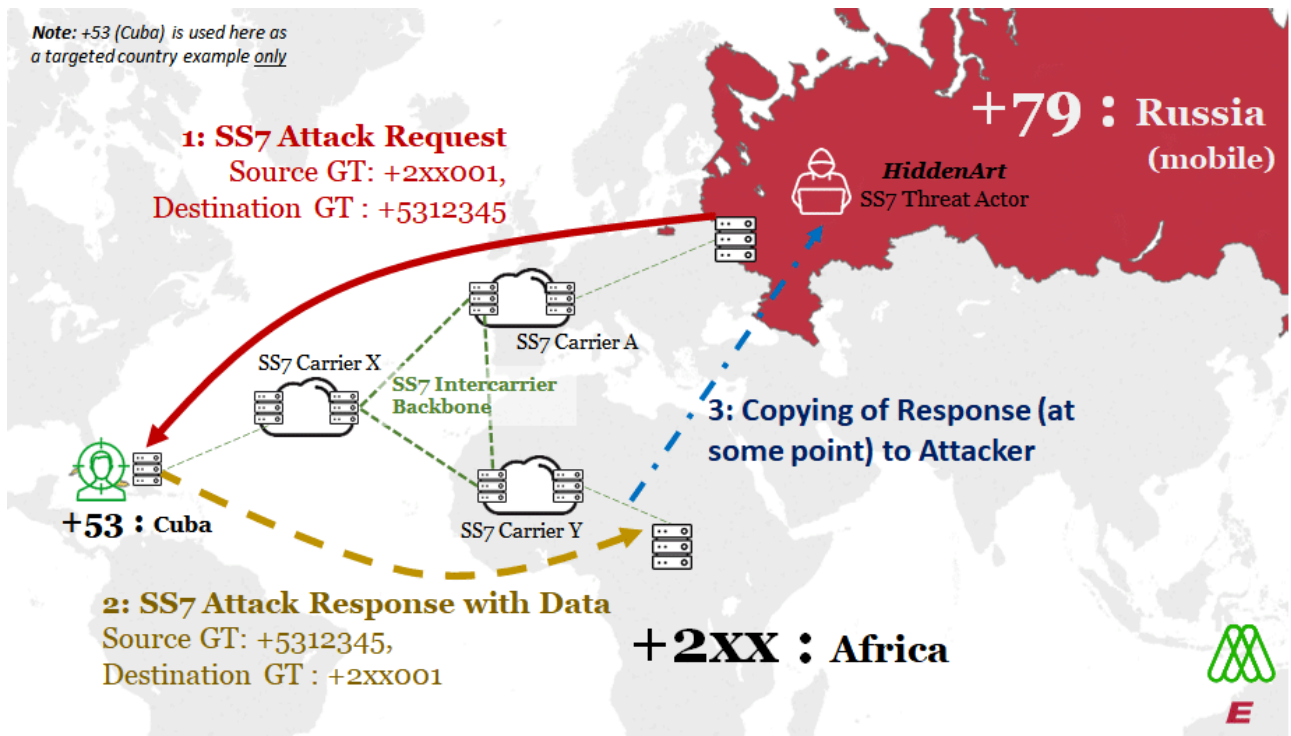 Note: +53 (Cuba) is used here as
a targeted country example only
+79 : Russia
(mobile)
1: SS7 Attack Request
Source GT: +2xx001,
Destination GT : +5312345
HiddenArt
SS7 Threat Actor
SS7 Carrier A
SS7 Carrier X
SS7 Intercarrier
Backbone
3: Copying of Response (at
some point) to Attacker
+53 : Cuba
SS7 Carrier Y
2: SS7 Attack Response with Data
Source GT: +5312345,
Destination GT : +2xx001
+2xx : Africa
E